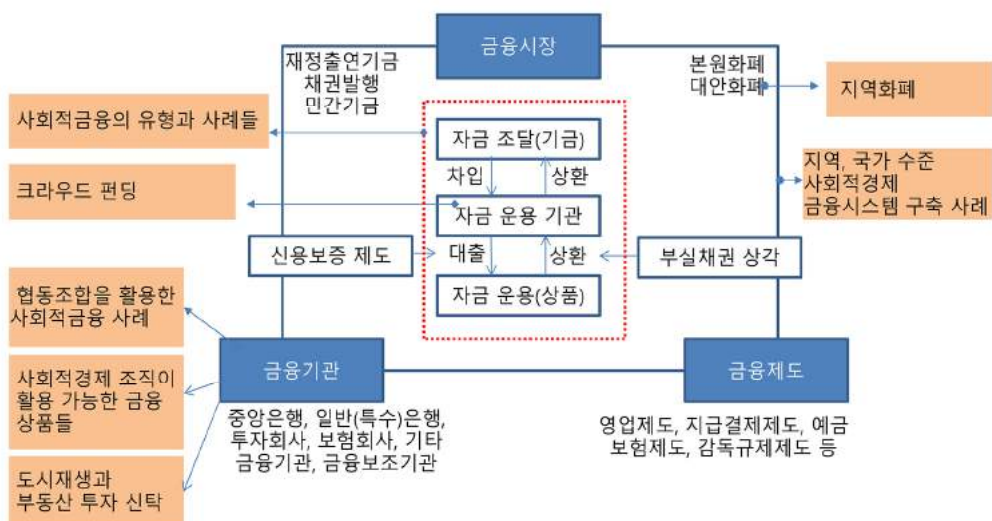 금융시장
재정출연기금
채권발행
민간기금
본원화폐
대안화폐
지역화폐
사회적금융의 유형과 사례들
자금 조달(기금)
차입
상환
지역, 국가 수준
사회적경제
금융시스템 구축 사례
크라우드 펀딩
자금 운용 기관
신용보증 제도
대출
상환
부실채권 상각
자금 운용(상품)
협동조합을 활용한
사회적금융 사례
금융기관
금융제도
사회적경제 조직이
활용 가능한 금융
상품들
중앙은행, 일반(특수)은행,
투자회사, 보험회사, 기타
금융기관, 금융보조기관
영업제도, 지급결제제도, 예금
보험제도, 감독규제제도 등
도시재생과
부동산 투자 신탁